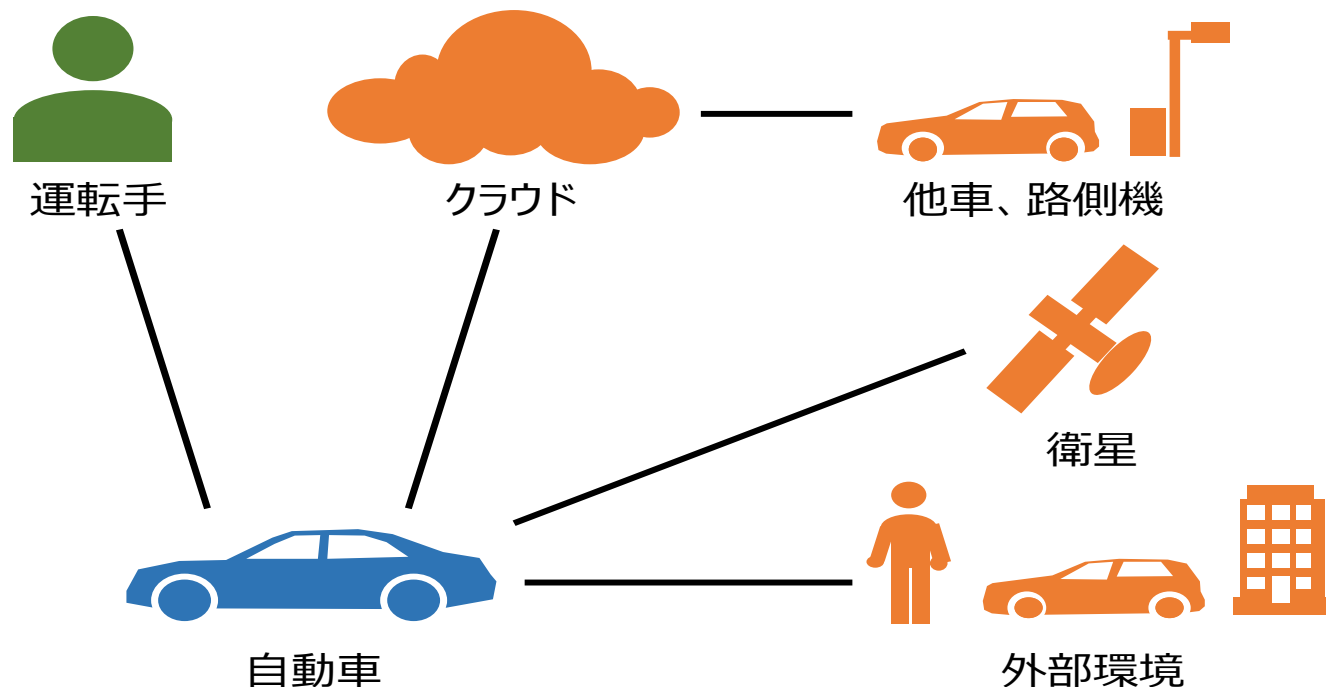 運転手
クラウド
他車、路側機
衛星
自動車
外部環境